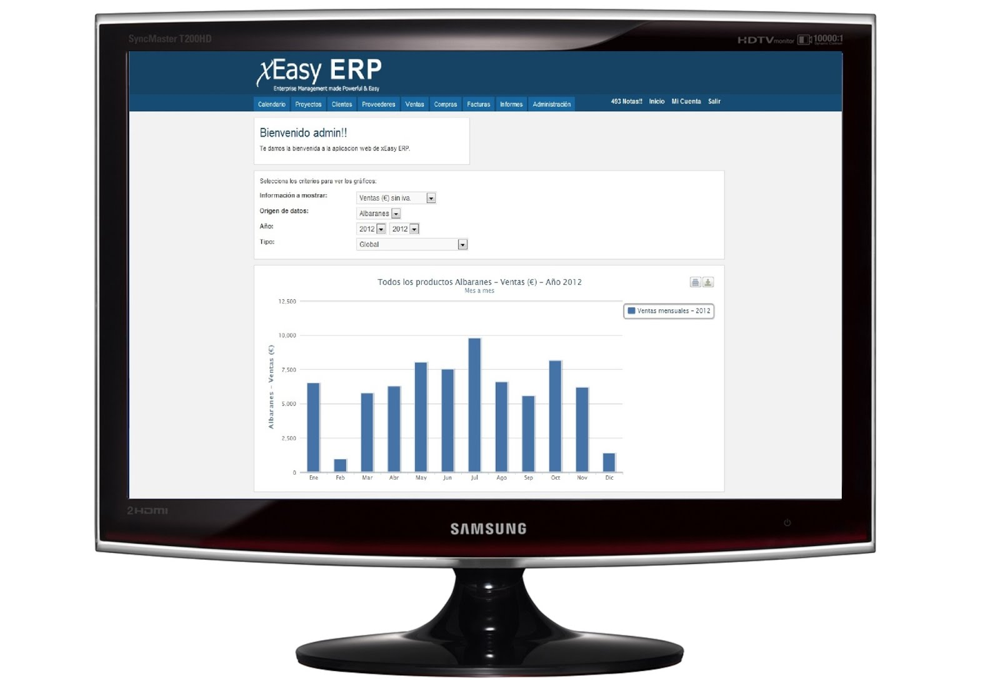 SyncMaster T200HD
HDTV monitor 10000:1
Dynamic Contrast
xEasy ERP
Enterprise Management made Powerful & Easy
Calendario Proyectos Clientes Proveedores Ventas Compras Facturas Informes Administración
493 Notas!! Inicio Mi Cuenta Salir
Bienvenido admin!!
Te damos la bienvenida a la aplicacion web de xEasy ERP.
Selecciona los criterios para ver los gráficos:
Información a mostrar: Ventas (€) sin iva.
Origen de datos: Albaranes
Año: 2012 2012
Tipo: Global
Todos los productos Albaranes - Ventas (€) - Año 2012
Mes a mes
Ventas mensuales - 2012
Albaranes - Ventas (€)
12,500
10,000
7,500
5,000
2,500
0
Ene Feb Mar Abr May Jun Jul Ago Sep Oct Nov Dic
2HDMI
SAMSUNG